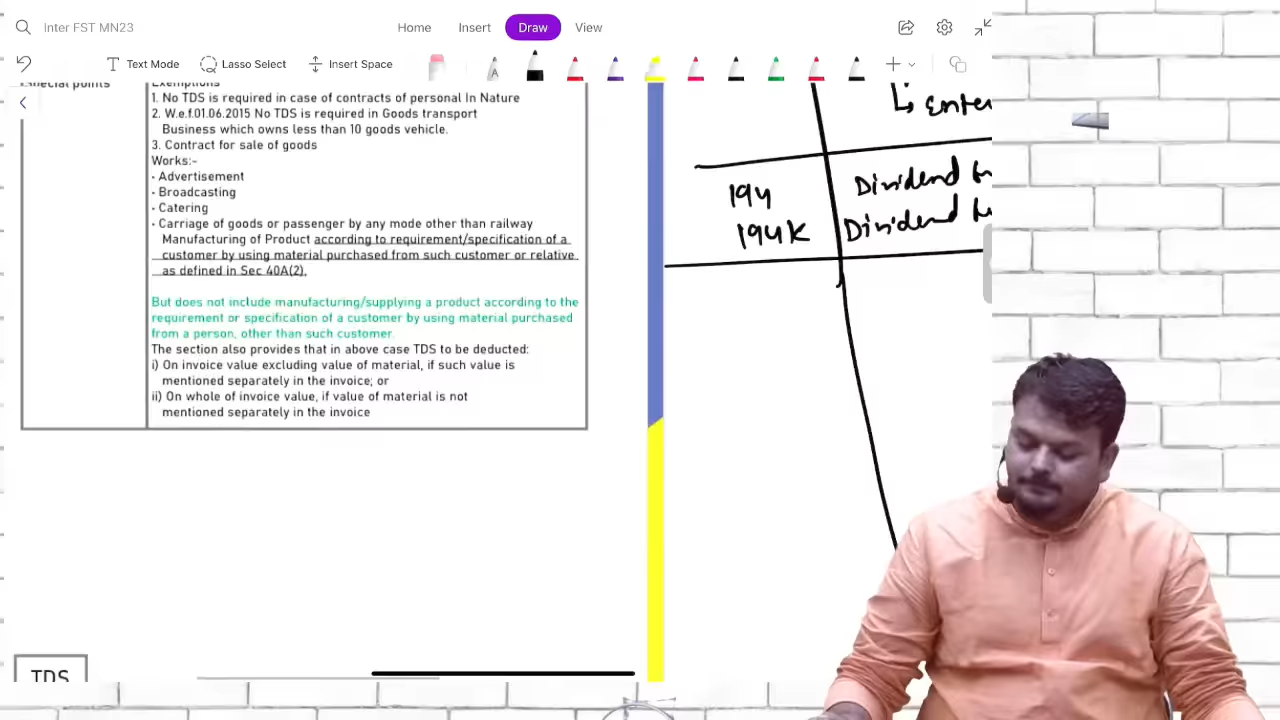 Inter FST MN23
Home
Insert
Draw
View
Text Mode
Lasso Select
Insert Space
Special points
Exemptions
1. No TDS is required in case of contracts of personal In Nature
2. W.e.f.01.06.2015 No TDS is required in Goods transport
Business which owns less than 10 goods vehicle.
3. Contract for sale of goods
Works:-
• Advertisement
• Broadcasting
• Catering
• Carriage of goods or passenger by any mode other than railway
Manufacturing of Product according to requirement/specification of a
customer by using material purchased from such customer or relative
as defined in Sec 40A(2),
But does not include manufacturing/supplying a product according to the
requirement or specification of a customer by using material purchased
from a person, other than such customer.
The section also provides that in above case TDS to be deducted:
i) On invoice value excluding value of material, if such value is
mentioned separately in the invoice; or
ii) On whole of invoice value, if value of material is not
mentioned separately in the invoice
TDS
194 Dividend
194K Dividend